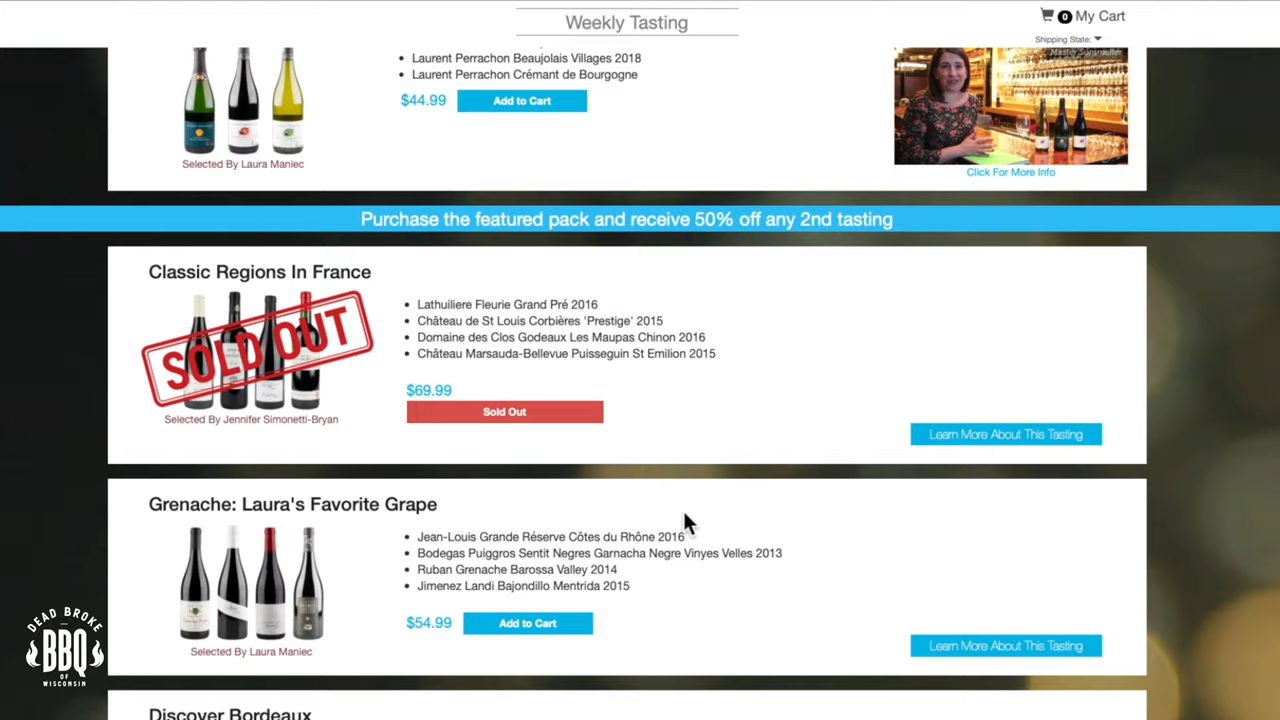 Weekly Tasting
0 My Cart
Shipping State:
Laurent Perrachon Beaujolais Villages 2018
Laurent Perrachon Crémant de Bourgogne
$44.99
Add to Cart
Selected By Laura Maniec
Master Sommelier
Click For More Info
Purchase the featured pack and receive 50% off any 2nd tasting
Classic Regions In France
SOLD OUT
Lathuiliere Fleurie Grand Pré 2016
Château de St Louis Corbières 'Prestige' 2015
Domaine des Clos Godeaux Les Maupas Chinon 2016
Château Marsauda-Bellevue Puisseguin St Emilion 2015
$69.99
Sold Out
Selected By Jennifer Simonetti-Bryan
Learn More About This Tasting
Grenache: Laura's Favorite Grape
Jean-Louis Grande Réserve Côtes du Rhône 2016
Bodegas Puiggros Sentit Negres Garnacha Negre Vinyes Velles 2013
Ruban Grenache Barossa Valley 2014
Jimenez Landi Bajondillo Mentrida 2015
$54.99
Add to Cart
Selected By Laura Maniec
Learn More About This Tasting
DEAD BROKE
BBQ
OF
WISCONSIN
Discover Bordeaux